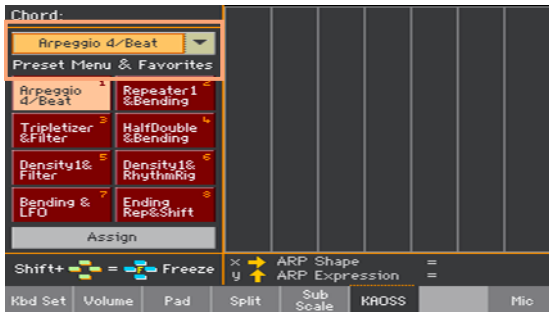 Chord:
Arpeggio 4/Beat
Preset Menu & Favorites
Arpeggio 4/Beat 1
Repeater1 &Bending 2
Tripletizer &Filter 3
HalfDouble &Bending 4
Density1& Filter 5
Density1& RhythmRig 6
Bending & LFO 7
Ending Rep&Shift 8
Assign
Shift+ = F Freeze
x ARP Shape =
y ARP Expression =
Kbd Set Volume Pad Split Sub Scale KAOSS Mic